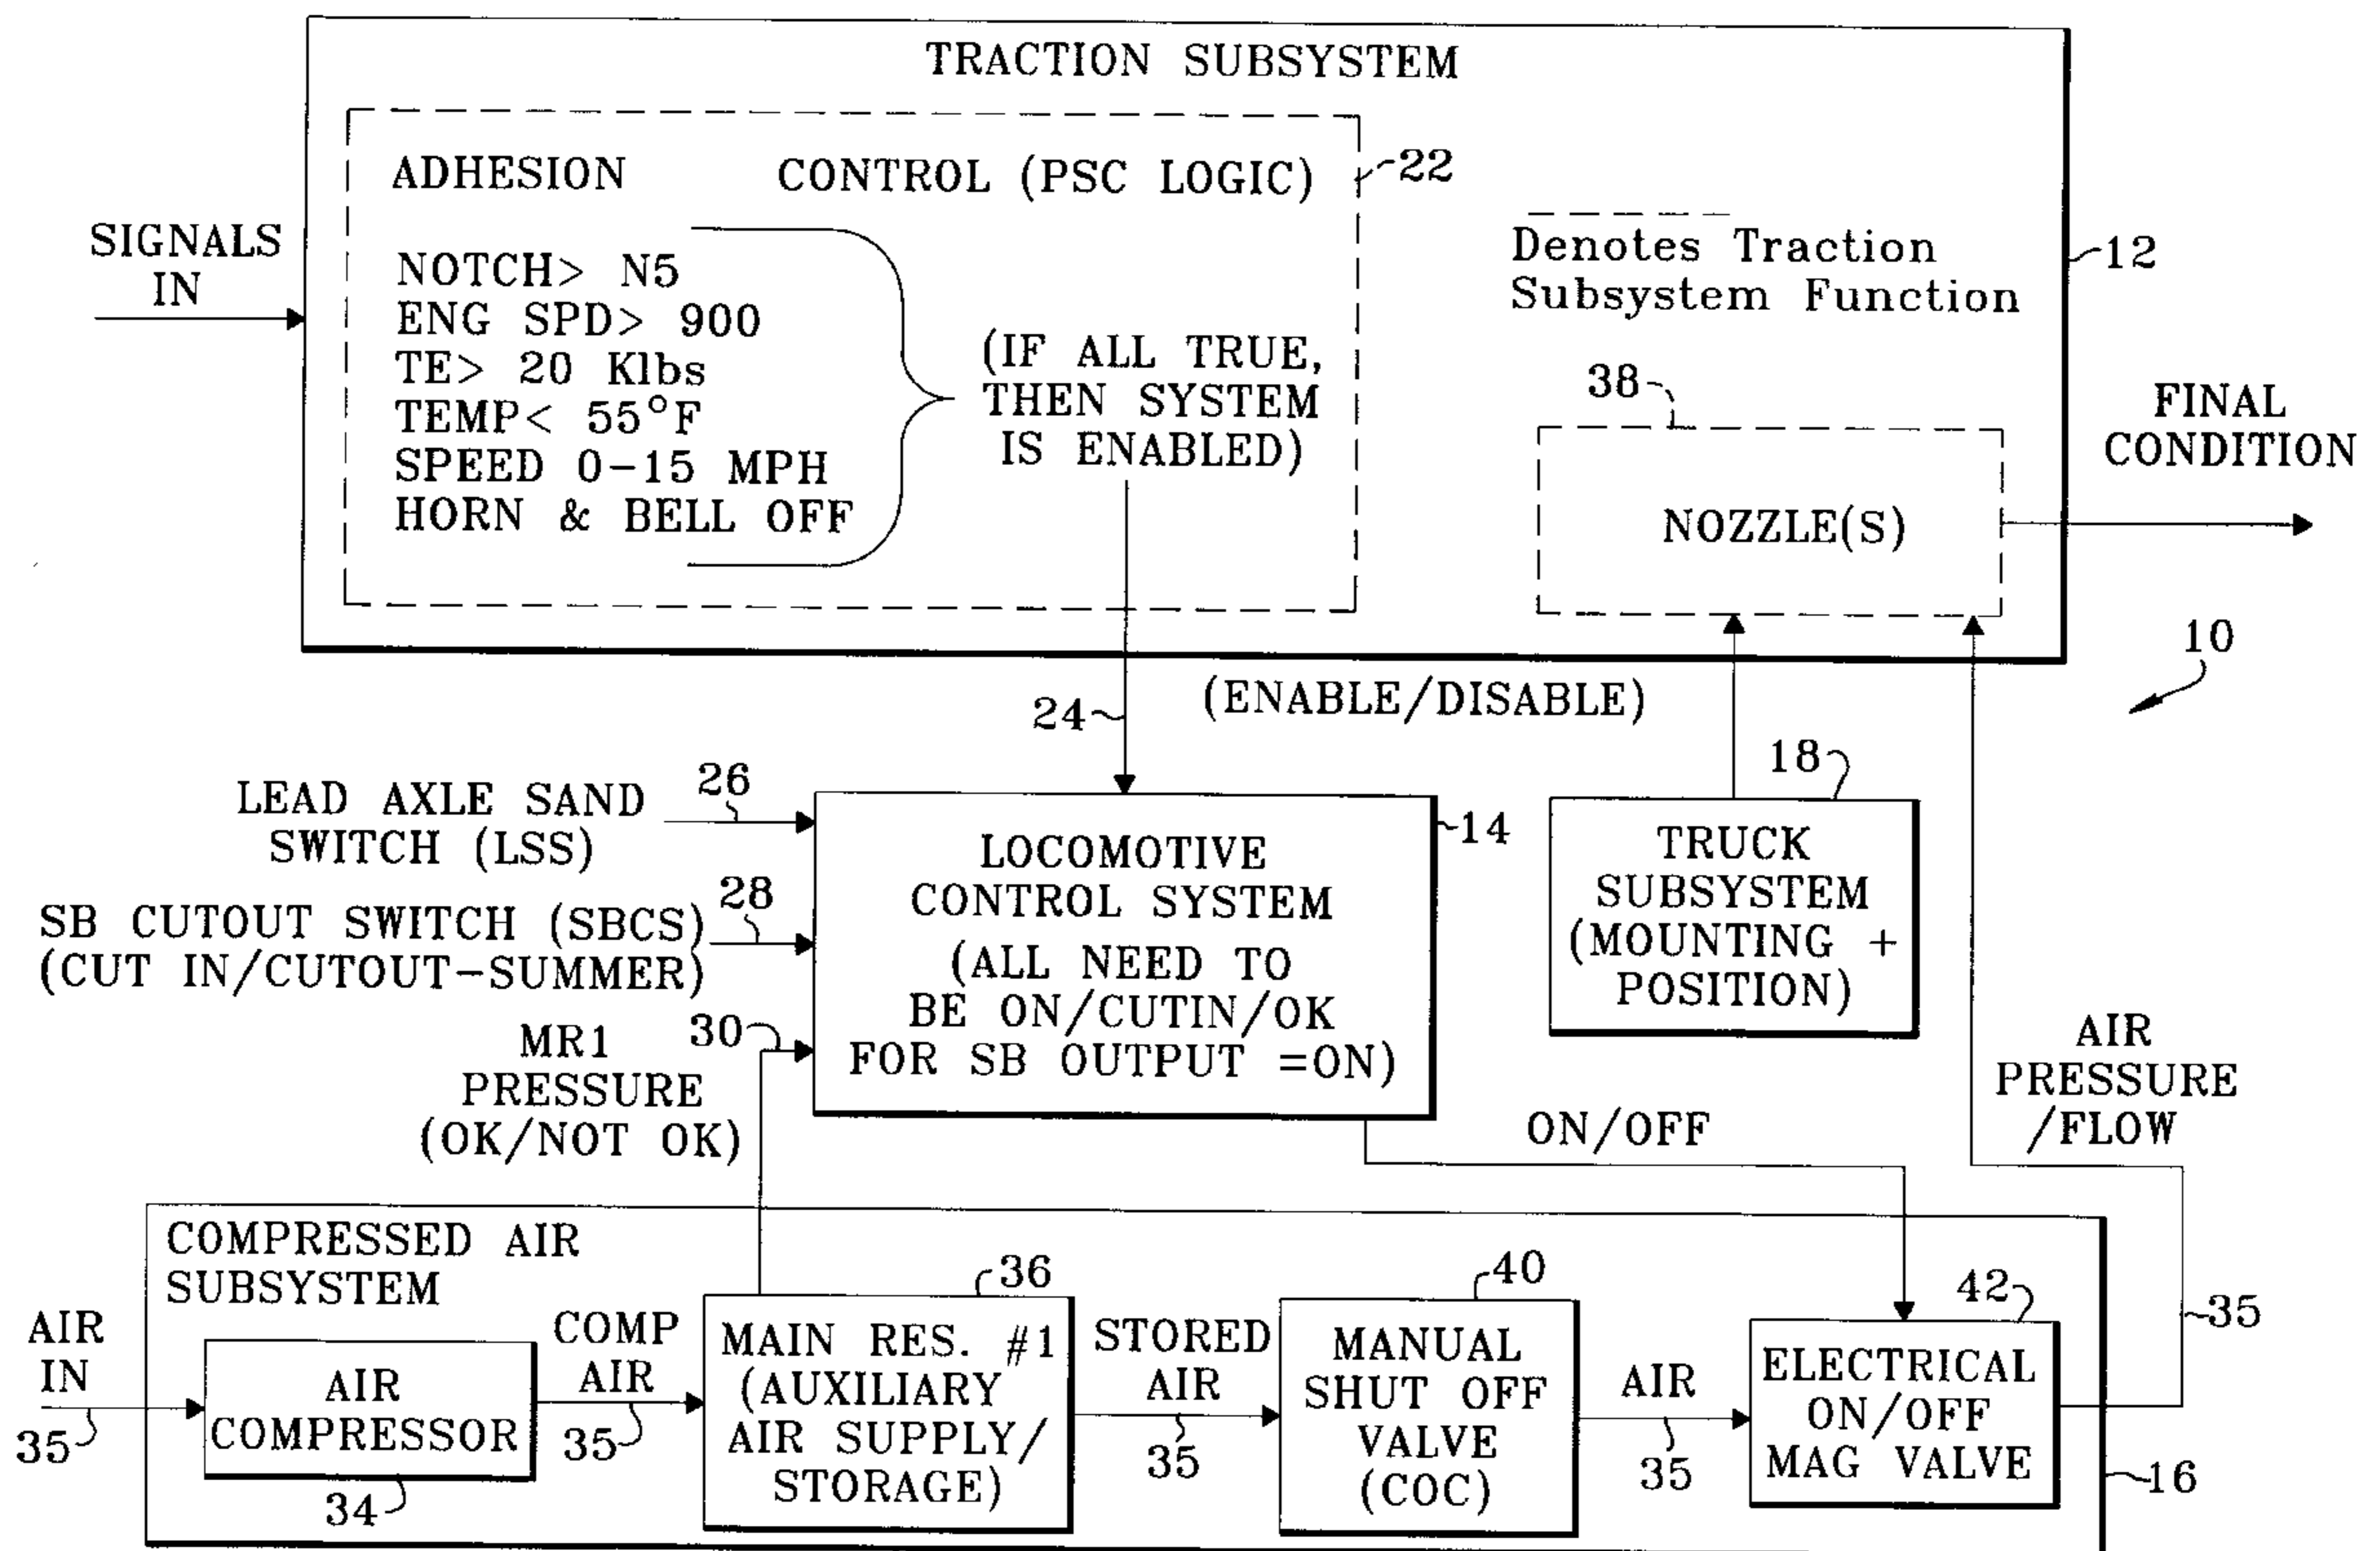 TRACTION SUBSYSTEM
ADHESION CONTROL (PSC LOGIC)
22
SIGNALS
IN
NOTCH> N5
ENG SPD> 900
TE> 20 Klbs
TEMP< 55°F
SPEED 0-15 MPH
HORN & BELL OFF
(IF ALL TRUE,
THEN SYSTEM
IS ENABLED)
Denotes Traction
Subsystem Function
12
38
NOZZLE(S)
FINAL
CONDITION
10
24
(ENABLE/DISABLE)
LEAD AXLE SAND
SWITCH (LSS)
26
SB CUTOUT SWITCH (SBCS)
(CUT IN/CUTOUT-SUMMER)
28
MR1
PRESSURE
(OK/NOT OK)
30
LOCOMOTIVE
CONTROL SYSTEM
(ALL NEED TO
BE ON/CUTIN/OK
FOR SB OUTPUT =ON)
14
18
TRUCK
SUBSYSTEM
(MOUNTING +
POSITION)
AIR
PRESSURE
/FLOW
ON/OFF
COMPRESSED AIR
SUBSYSTEM
AIR
IN
35
AIR
COMPRESSOR
34
COMP
AIR
35
36
MAIN RES. #1
(AUXILIARY
AIR SUPPLY/
STORAGE)
STORED
AIR
35
40
MANUAL
SHUT OFF
VALVE
(COC)
AIR
35
42
ELECTRICAL
ON/OFF
MAG VALVE
35
16